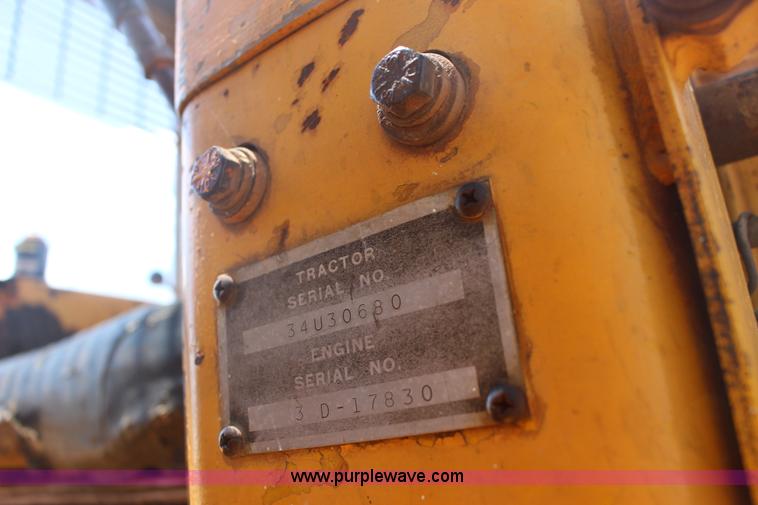 TRACTOR
SERIAL NO.
34U30680
ENGINE
SERIAL NO.
3 D-17830
www.purplewave.com